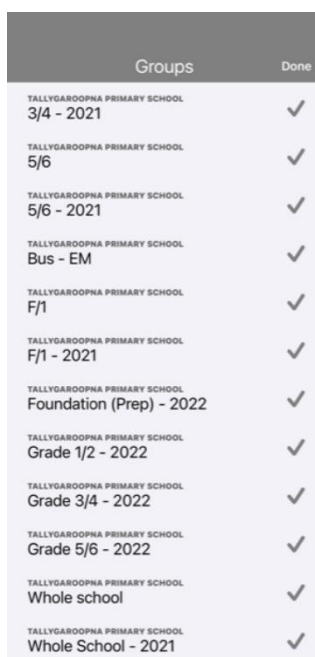 Groups Done
TALLYGAROOPNA PRIMARY SCHOOL
3/4 - 2021
TALLYGAROOPNA PRIMARY SCHOOL
5/6
TALLYGAROOPNA PRIMARY SCHOOL
5/6 - 2021
TALLYGAROOPNA PRIMARY SCHOOL
Bus - EM
TALLYGAROOPNA PRIMARY SCHOOL
F/1
TALLYGAROOPNA PRIMARY SCHOOL
F/1 - 2021
TALLYGAROOPNA PRIMARY SCHOOL
Foundation (Prep) - 2022
TALLYGAROOPNA PRIMARY SCHOOL
Grade 1/2 - 2022
TALLYGAROOPNA PRIMARY SCHOOL
Grade 3/4 - 2022
TALLYGAROOPNA PRIMARY SCHOOL
Grade 5/6 - 2022
TALLYGAROOPNA PRIMARY SCHOOL
Whole school
TALLYGAROOPNA PRIMARY SCHOOL
Whole School - 2021